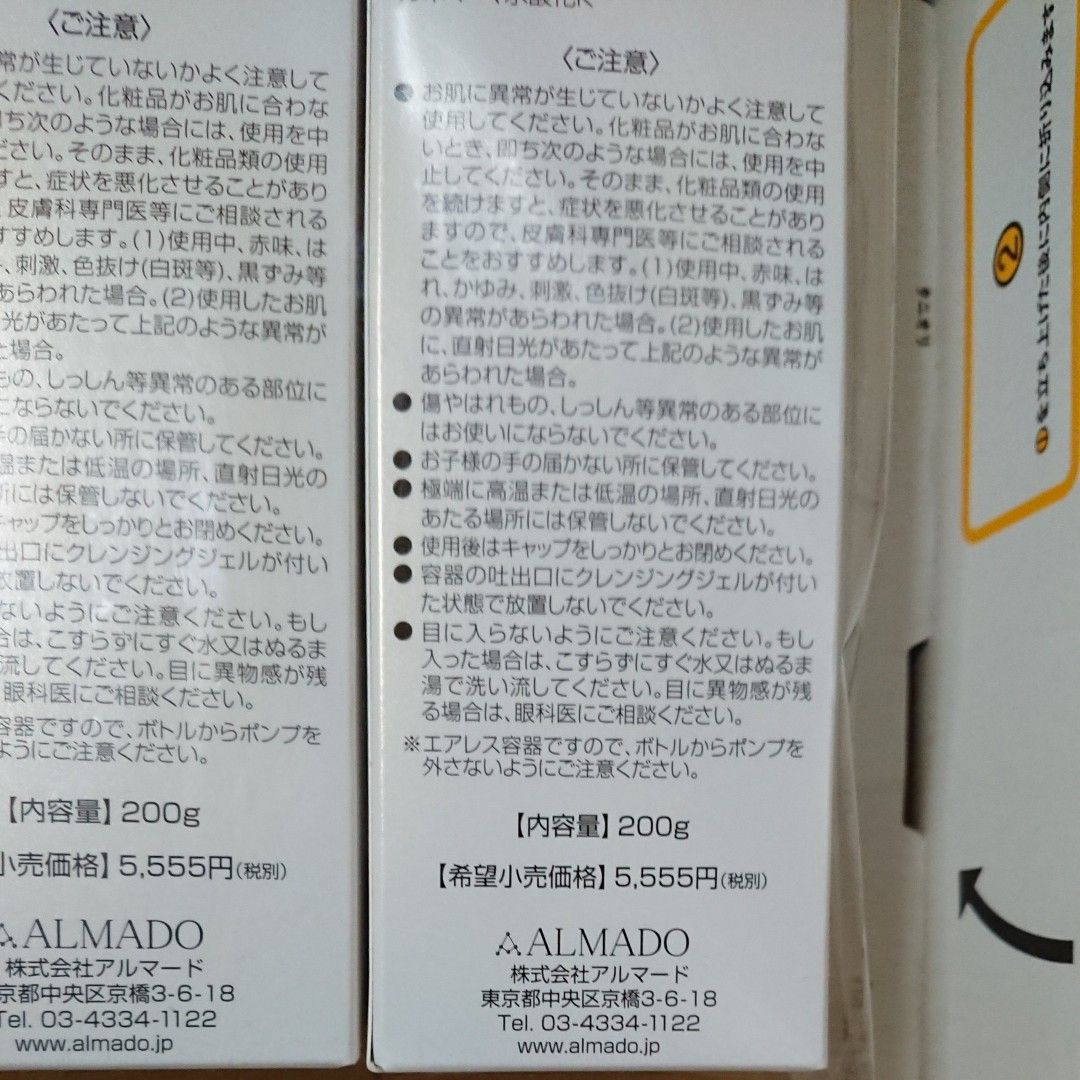 〈ご注意〉
常が生じていないかよく注意して
ください。化粧品がお肌に合わな
ち次のような場合には、使用を中
ださい。そのまま、化粧品類の使用
すと、症状を悪化させることがあり
、皮膚科専門医等にご相談される
すすめします。(1)使用中、赤味、は
、刺激、色抜け(白斑等)、黒ずみ等
あらわれた場合。(2)使用したお肌
光があたって上記のような異常が
た場合。
もの、しっしん等異常のある部位に
にならないでください。
手の届かない所に保管してください。
温または低温の場所、直射日光の
所には保管しないでください。
キャップをしっかりとお閉めください。
出口にクレンジングジェルが付い
放置しないでください。
ないようにご注意ください。もし
合は、こすらずにすぐ水又はぬるま
流してください。目に異物感が残
眼科医にご相談ください。
容器ですので、ボトルからポンプを
ようにご注意ください。
【内容量】200g
小売価格】5,555円(税別)
ALMADO
株式会社アルマード
京都中央区京橋3-6-18
Tel. 03-4334-1122
www.almado.jp
〈ご注意〉
● お肌に異常が生じていないかよく注意して
使用してください。化粧品がお肌に合わな
いとき、即ち次のような場合には、使用を中
止してください。そのまま、化粧品類の使用
を続けますと、症状を悪化させることがあり
ますので、皮膚科専門医等にご相談される
ことをおすすめします。(1)使用中、赤味、は
れ、かゆみ、刺激、色抜け(白斑等)、黒ずみ等
の異常があらわれた場合。(2)使用したお肌
に、直射日光があたって上記のような異常が
あらわれた場合。
● 傷やはれもの、しっしん等異常のある部位に
はお使いにならないでください。
● お子様の手の届かない所に保管してください。
● 極端に高温または低温の場所、直射日光の
あたる場所には保管しないでください。
● 使用後はキャップをしっかりとお閉めください。
● 容器の吐出口にクレンジングジェルが付い
た状態で放置しないでください。
● 目に入らないようにご注意ください。もし
入った場合は、こすらずにすぐ水又はぬるま
湯で洗い流してください。目に異物感が残
る場合は、眼科医にご相談ください。
※エアレス容器ですので、ボトルからポンプを
外さないようにご注意ください。
【内容量】200g
【希望小売価格】5,555円(税別)
ALMADO
株式会社アルマード
東京都中央区京橋3-6-18
Tel. 03-4334-1122
www.almado.jp
②